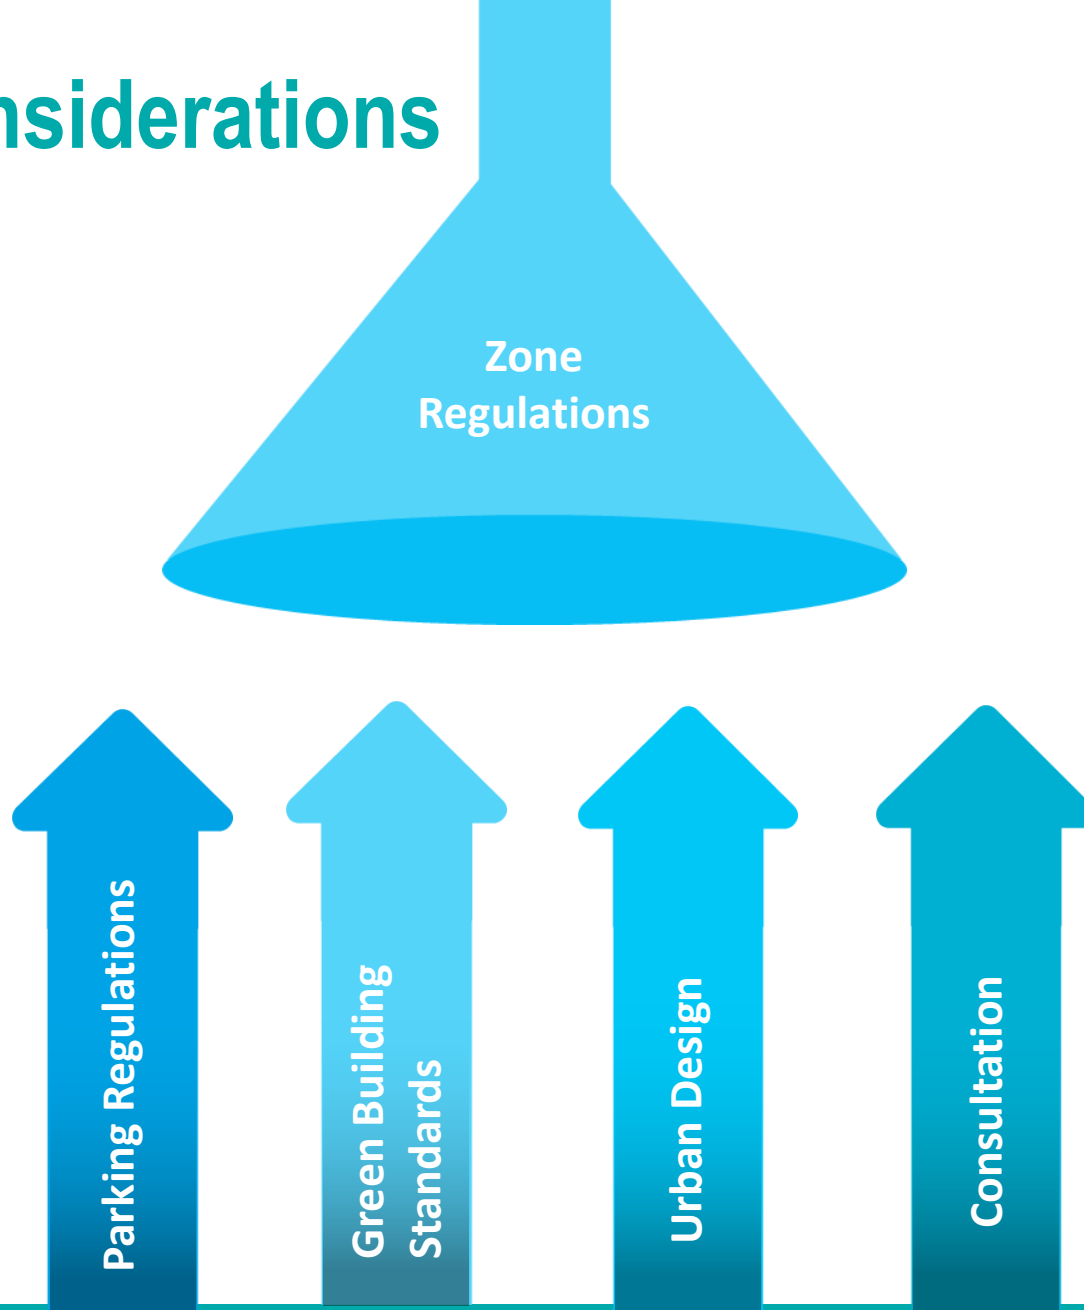 nsiderations
Zone
Regulations
Parking Regulations
Green Building
Standards
Urban Design
Consultation